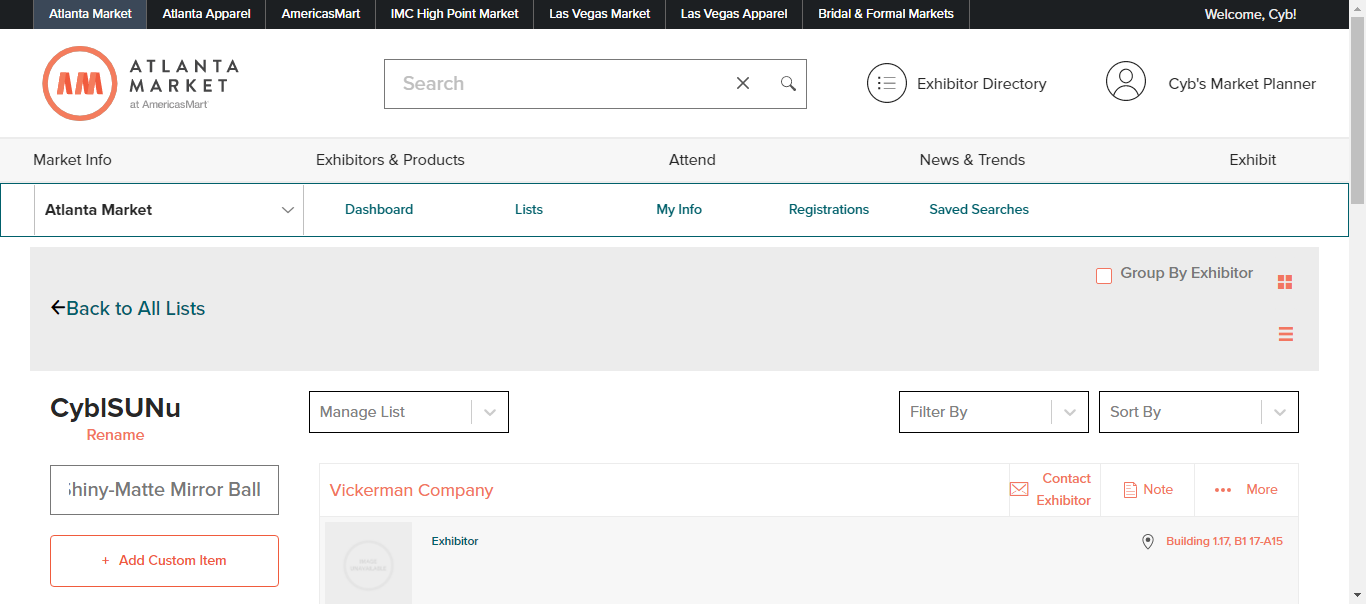 Atlanta Market Atlanta Apparel AmericasMart IMC High Point Market Las Vegas Market Las Vegas Apparel Bridal & Formal Markets Welcome, Cyb!
AM ATLANTA
MARKET
at AmericasMart
Search
Exhibitor Directory
Cyb's Market Planner
Market Info Exhibitors & Products Attend News & Trends Exhibit
Atlanta Market Dashboard Lists My Info Registrations Saved Searches
Group By Exhibitor
Back to All Lists
CyblSUNu
Rename
Manage List Filter By Sort By
Shiny-Matte Mirror Ball
+ Add Custom Item
Vickerman Company
Contact
Exhibitor
Note
More
Exhibitor
Building 1.17, B1 17-A15